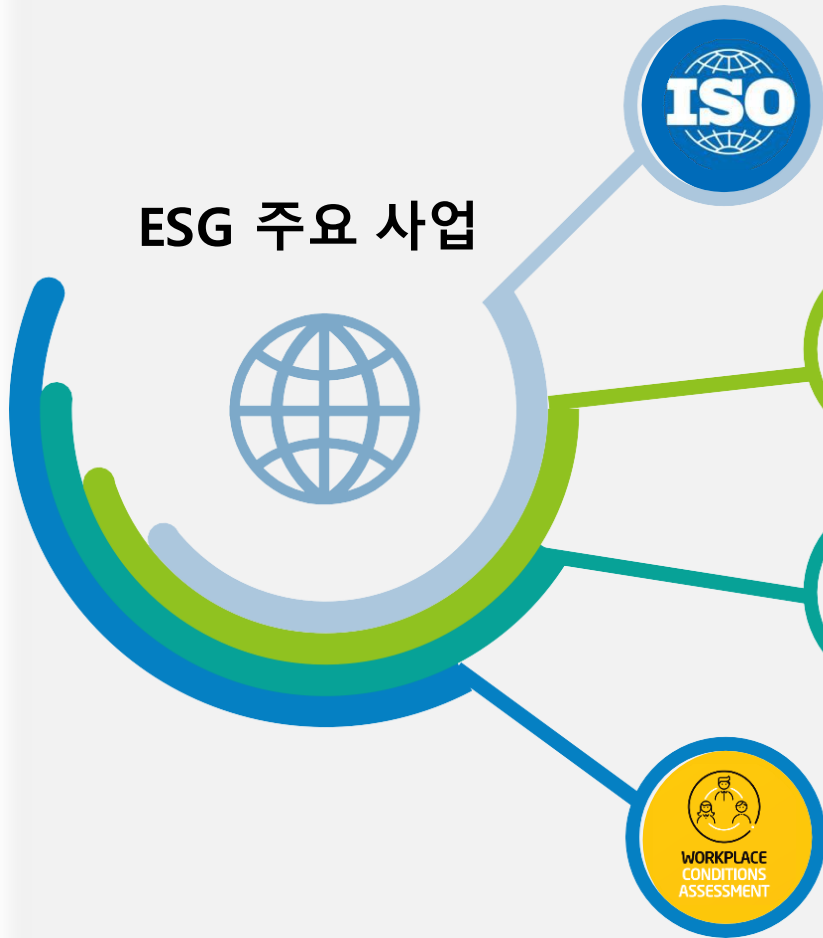 ISO
ESG 주요 사업
WORKPLACE
CONDITIONS
ASSESSMENT